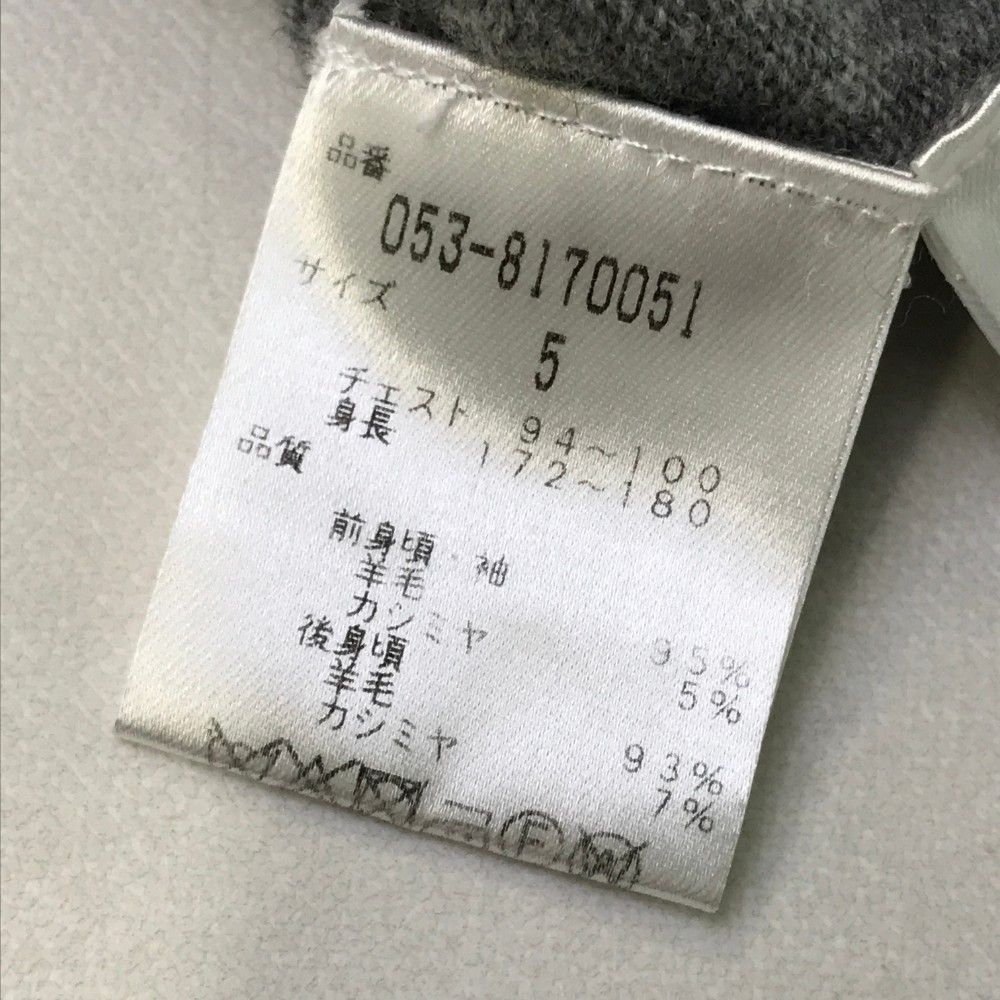 品番
053-8170051
サイズ
5
チェスト 94～100
身長 172～180
品質
前身頃・袖
羊毛 95%
カシミヤ 5%
後身頃
羊毛 93%
カシミヤ 7%
F W